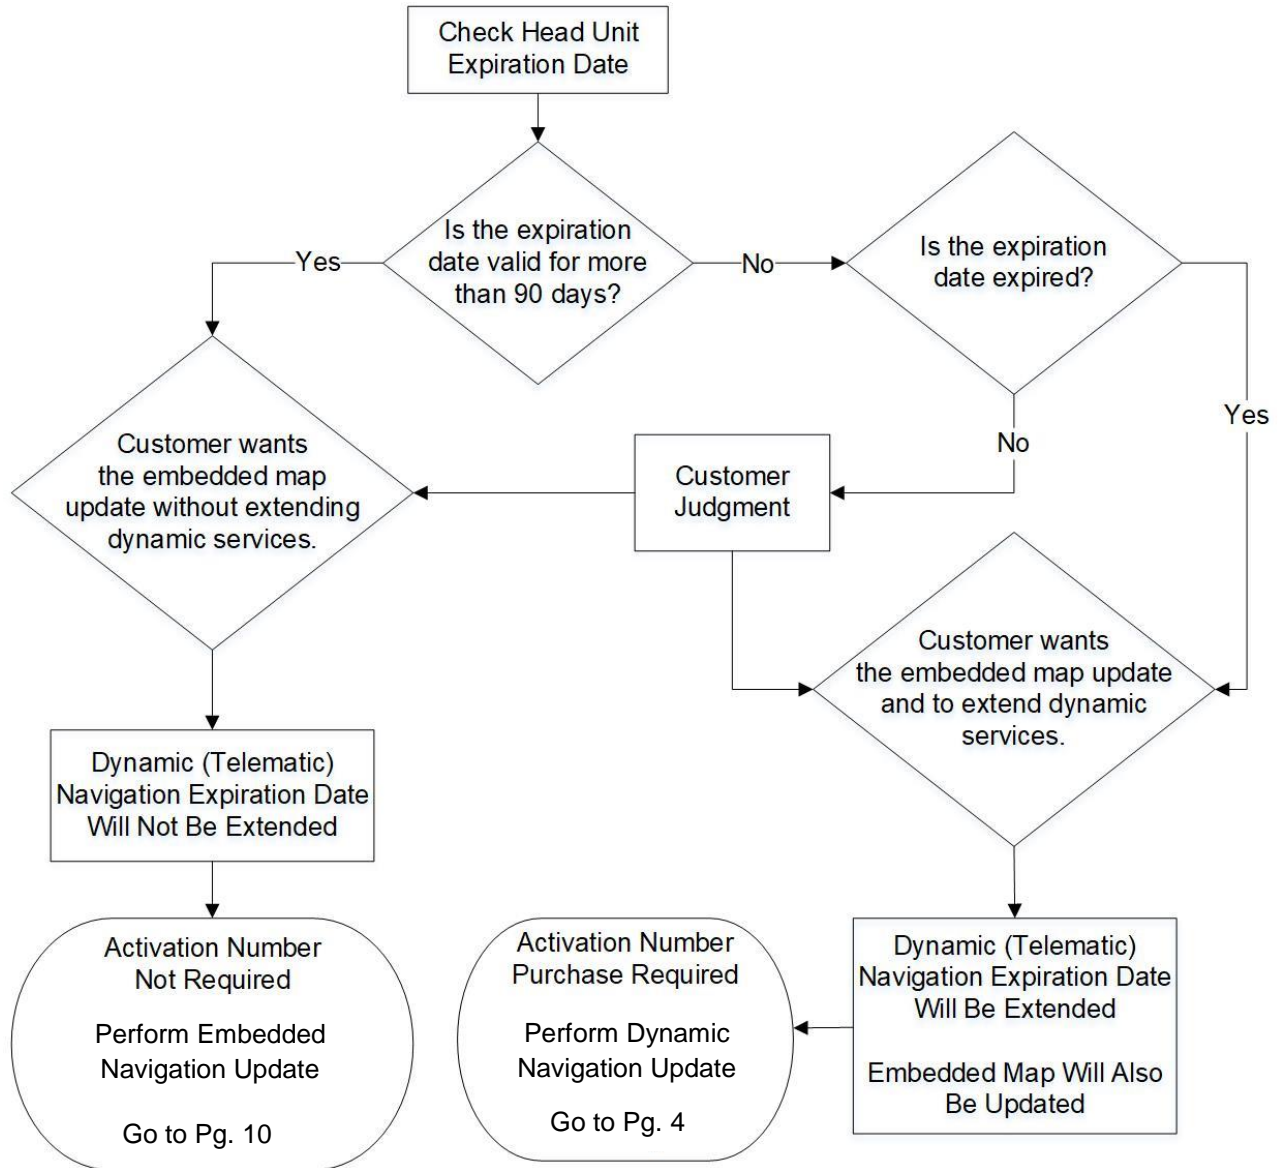 Check Head Unit
Expiration Date
Is the expiration
date valid for more
than 90 days?
Yes
No
Is the expiration
date expired?
Yes
No
Customer
Judgment
Customer wants
the embedded map
update without extending
dynamic services.
Customer wants
the embedded map update
and to extend dynamic
services.
Dynamic (Telematic)
Navigation Expiration Date
Will Not Be Extended
Activation Number
Not Required
Perform Embedded
Navigation Update
Go to Pg. 10
Activation Number
Purchase Required
Perform Dynamic
Navigation Update
Go to Pg. 4
Dynamic (Telematic)
Navigation Expiration Date
Will Be Extended
Embedded Map Will Also
Be Updated